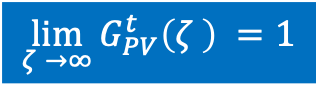 lim ζ→∞ G^t_PV(ζ) = 1